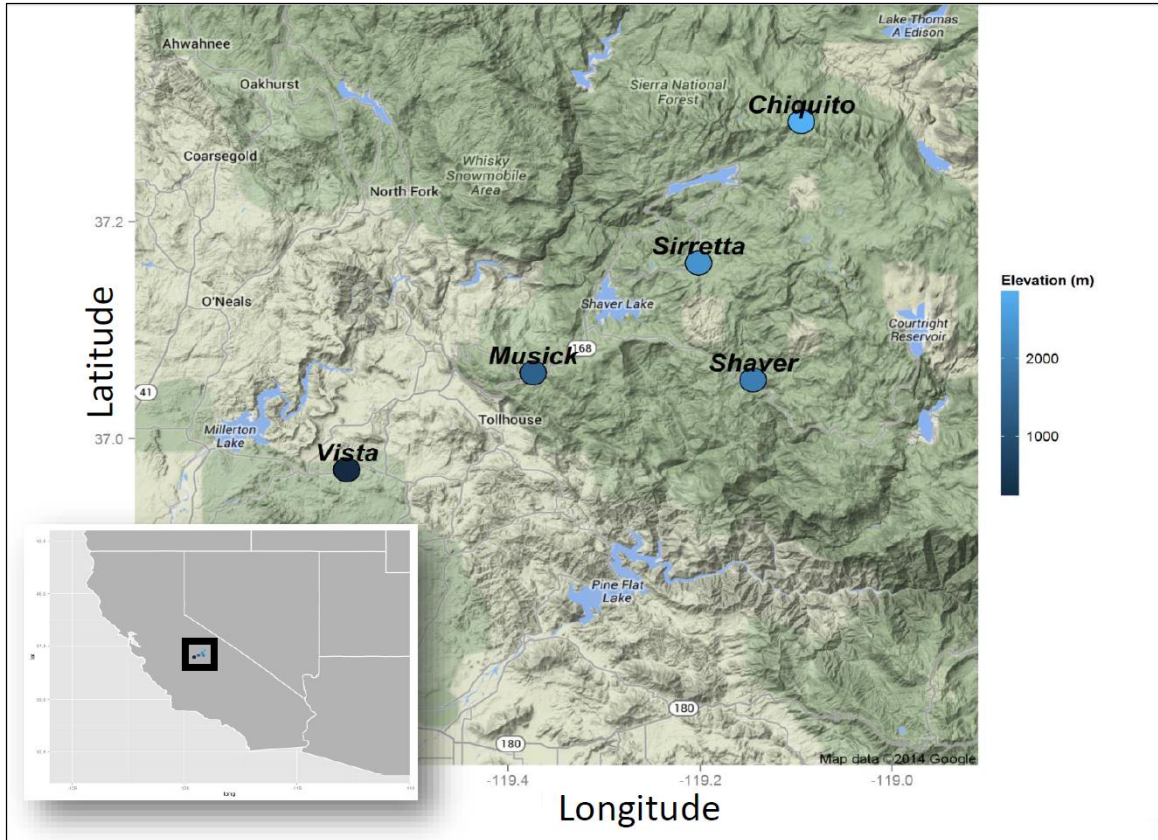 Lake Thomas
A Edison
Ahwahnee
Oakhurst
Sierra National
Forest
Chiquito
Coarsegold
Whisky
Snowmobile
Area
North Fork
37.2
Sirretta
Elevation (m)
O'Neals
Shaver Lake
2000
Courtright
Reservoir
Musick
168
Shaver
Latitude
41
Tollhouse
1000
Millerton
Lake
37.0
Vista
Pine Flat
Lake
180
180
Map data ©2014 Google
-119.4
-119.2
-119.0
Longitude
long